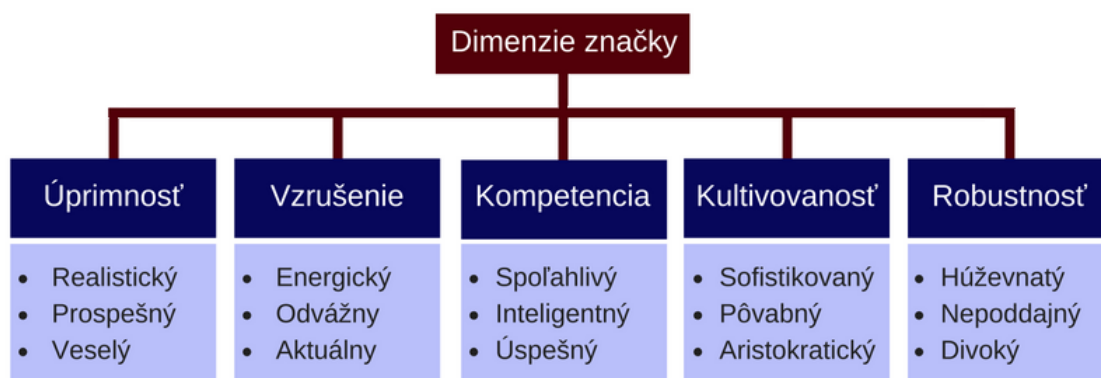 Dimenzie značky
Úprimnosť
Vzrušenie
Kompetencia
Kultivovanosť
Robustnosť
• Realistický
• Prospešný
• Veselý
• Energický
• Odvážny
• Aktuálny
• Spoľahlivý
• Inteligentný
• Úspešný
• Sofistikovaný
• Pôvabný
• Aristokratický
• Húževnatý
• Nepoddajný
• Divoký